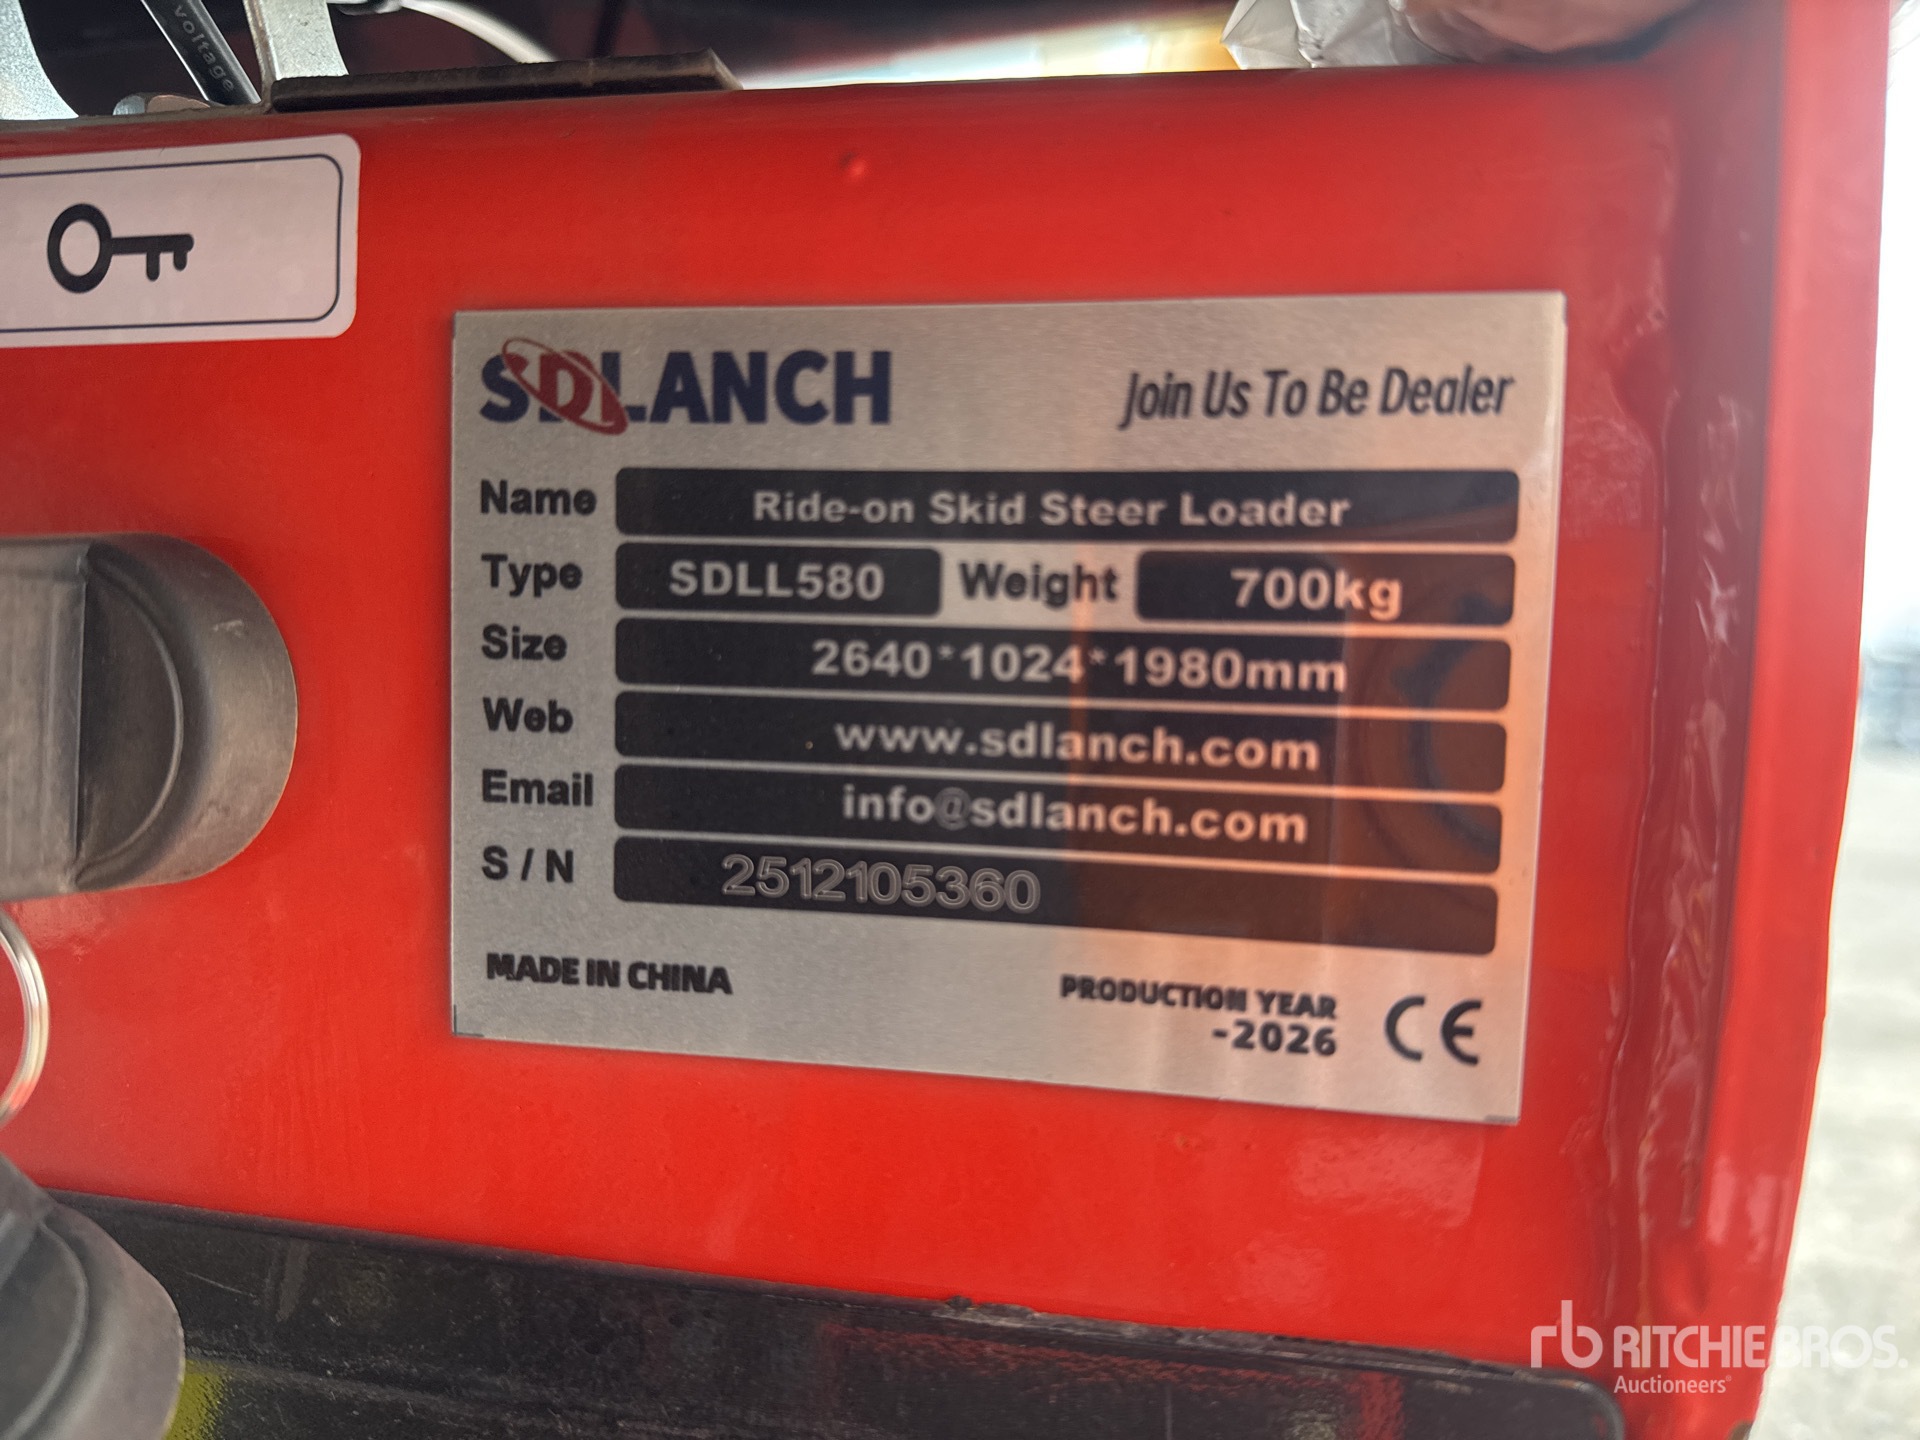 voltage
SDLANCH Join Us To Be Dealer
Name Ride-on Skid Steer Loader
Type SDLL580 Weight 700kg
Size 2640*1024*1980mm
Web www.sdlanch.com
Email info@sdlanch.com
S/N 2512105360
MADE IN CHINA PRODUCTION YEAR
-2026 CE
rb RITCHIE BROS.
Auctioneers